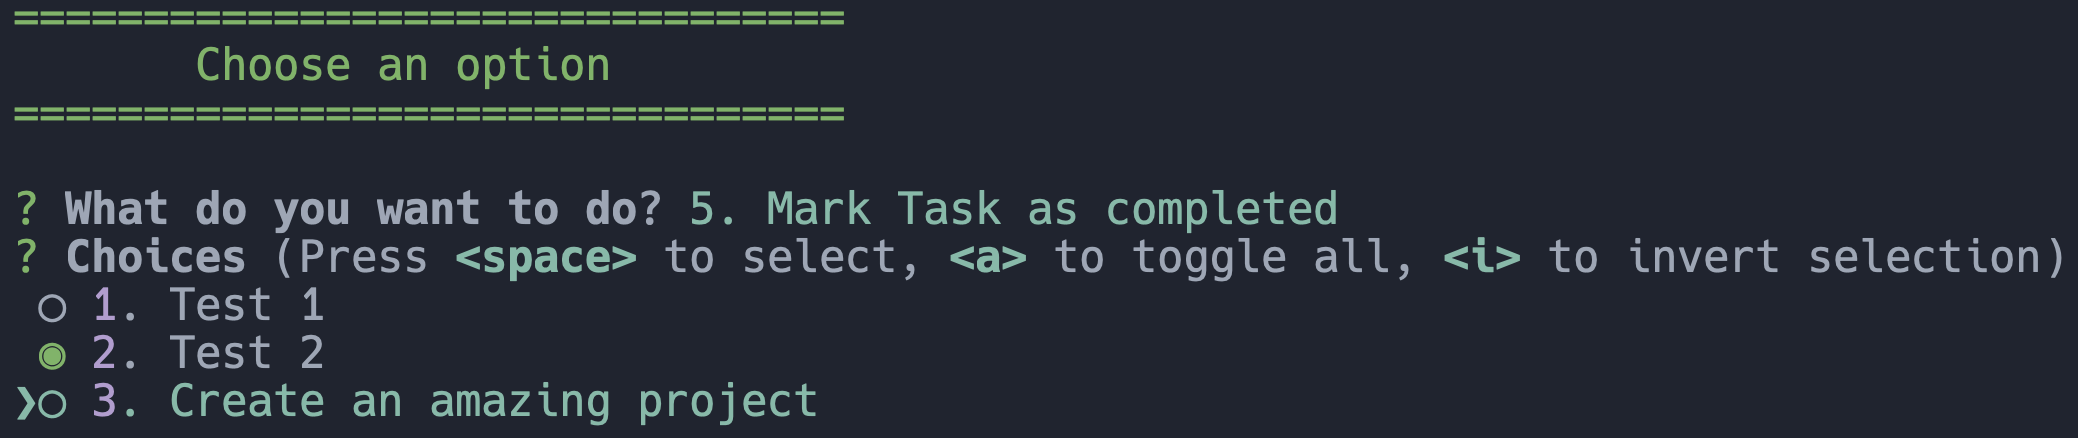 ================================
Choose an option
================================
? What do you want to do? 5. Mark Task as completed
? Choices (Press <space> to select, <a> to toggle all, <i> to invert selection)
◯ 1. Test 1
◉ 2. Test 2
❯◯ 3. Create an amazing project